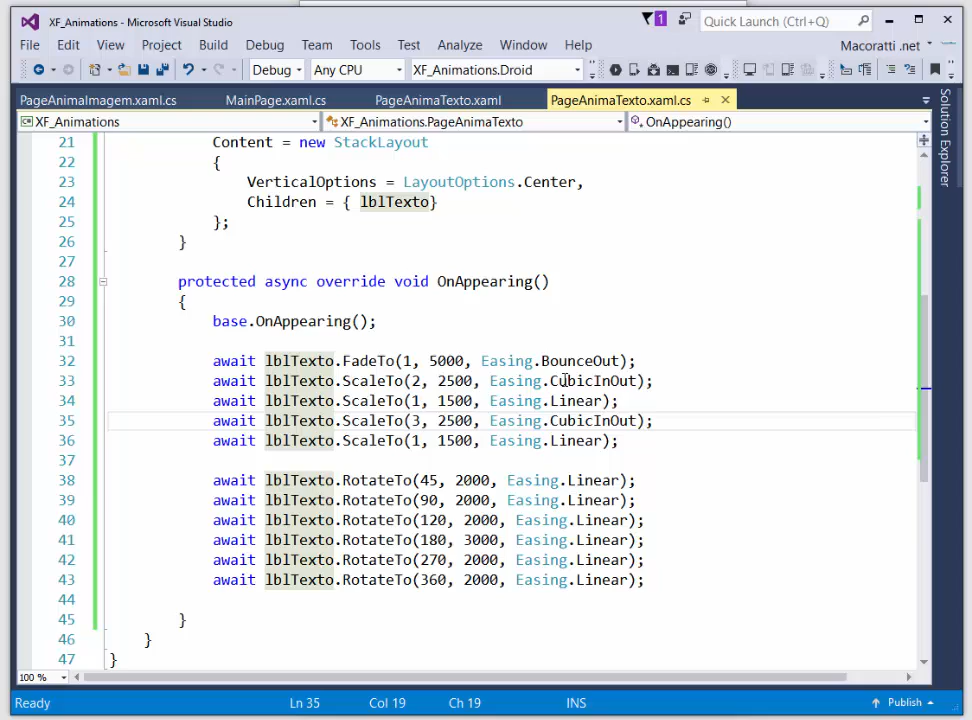 XF_Animations - Microsoft Visual Studio
1
Quick Launch (Ctrl+Q)
File Edit View Project Build Debug Team Tools Test Analyze Window Help
Macoratti .net
Debug Any CPU XF_Animations.Droid
PageAnimaImagem.xaml.cs MainPage.xaml.cs PageAnimaTexto.xaml PageAnimaTexto.xaml.cs
Solution Explorer
XF_Animations XF_Animations.PageAnimaTexto OnAppearing()
21 Content = new StackLayout
22 {
23 VerticalOptions = LayoutOptions.Center,
24 Children = { lblTexto}
25 };
26 }
27
28 protected async override void OnAppearing()
29 {
30 base.OnAppearing();
31
32 await lblTexto.FadeTo(1, 5000, Easing.BounceOut);
33 await lblTexto.ScaleTo(2, 2500, Easing.CubicInOut);
34 await lblTexto.ScaleTo(1, 1500, Easing.Linear);
35 await lblTexto.ScaleTo(3, 2500, Easing.CubicInOut);
36 await lblTexto.ScaleTo(1, 1500, Easing.Linear);
37
38 await lblTexto.RotateTo(45, 2000, Easing.Linear);
39 await lblTexto.RotateTo(90, 2000, Easing.Linear);
40 await lblTexto.RotateTo(120, 2000, Easing.Linear);
41 await lblTexto.RotateTo(180, 3000, Easing.Linear);
42 await lblTexto.RotateTo(270, 2000, Easing.Linear);
43 await lblTexto.RotateTo(360, 2000, Easing.Linear);
44
45 }
46 }
47 }
100 %
Ready Ln 35 Col 19 Ch 19 INS Publish